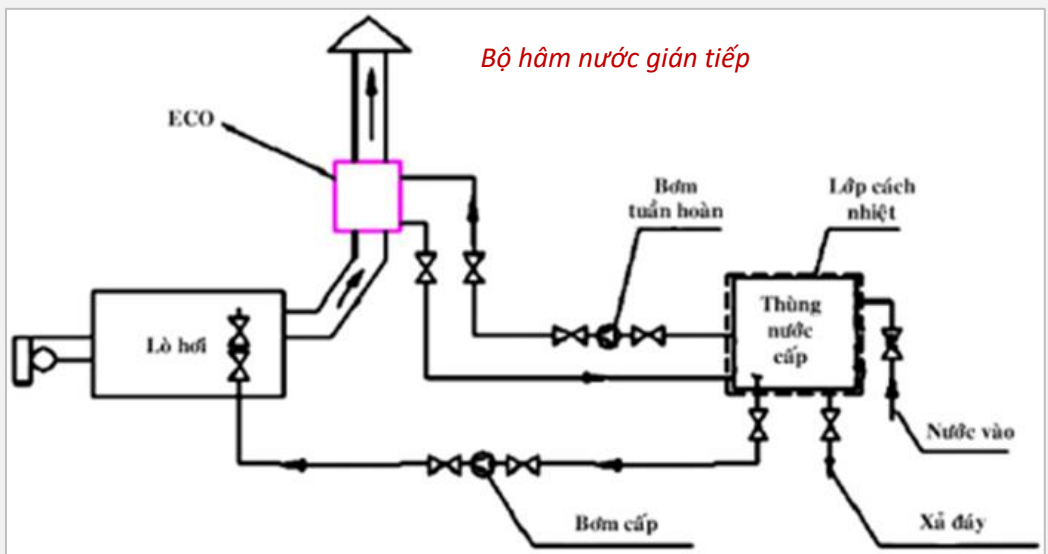 Bộ hâm nước gián tiếp
ECO
Bơm
tuần hoàn
Lớp cách
nhiệt
Thùng
nước
cấp
Lò hơi
Nước vào
Bơm cấp
Xả đáy